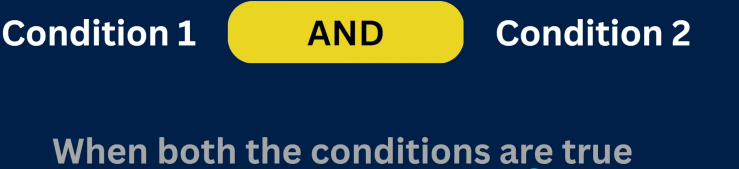 Condition 1 AND Condition 2
When both the conditions are true